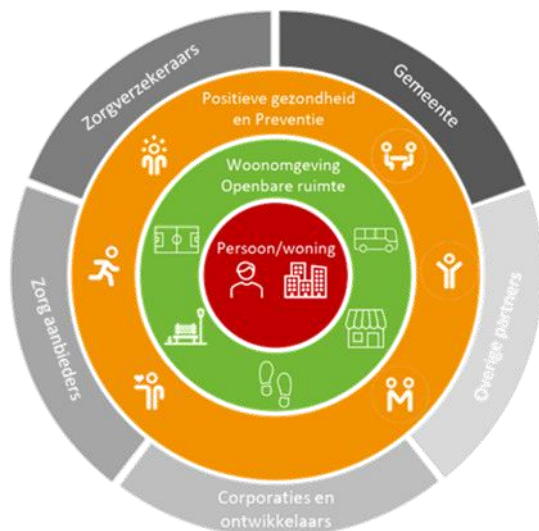 Zorgverzekeraars
Gemeente
Positieve gezondheid
en Preventie
Woonomgeving
Openbare ruimte
Persoon/woning
Zorg aanbieders
Overige partners
Corporaties en
ontwikkelaars